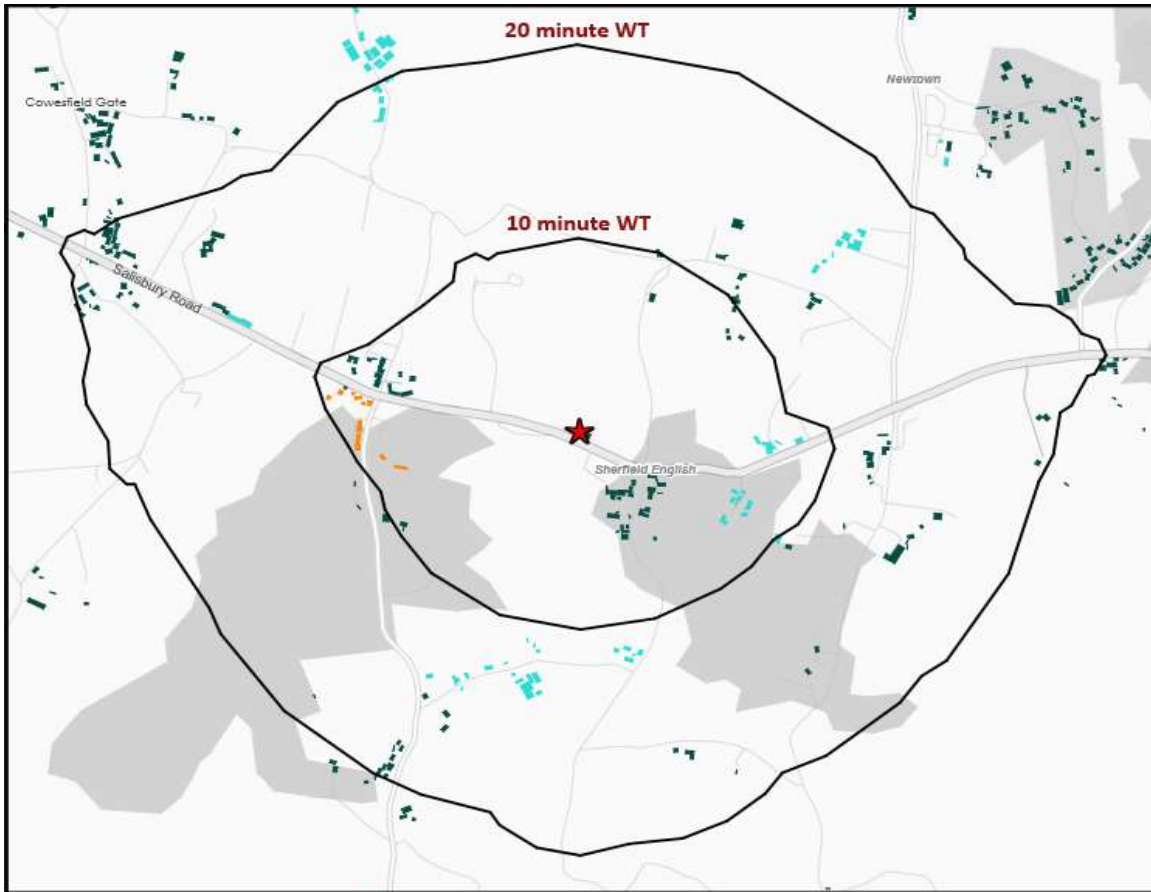 20 minute WT
Newtown
Cowesfield Gate
10 minute WT
Salisbury Road
Sherfield English